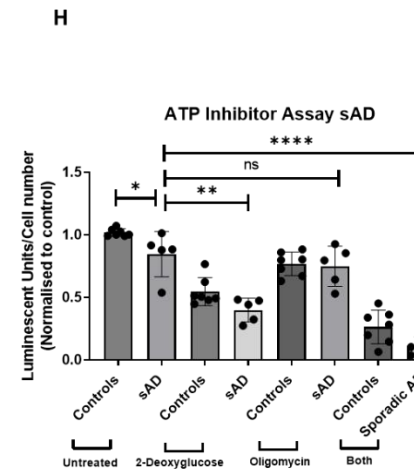 H
ATP Inhibitor Assay sAD
****
ns
* **
Luminescent Units/Cell number
(Normalised to control)
1.5
1.0
0.5
0.0
Controls sAD Controls sAD Controls sAD Controls Sporadic
Untreated 2-Deoxyglucose Oligomycin Both